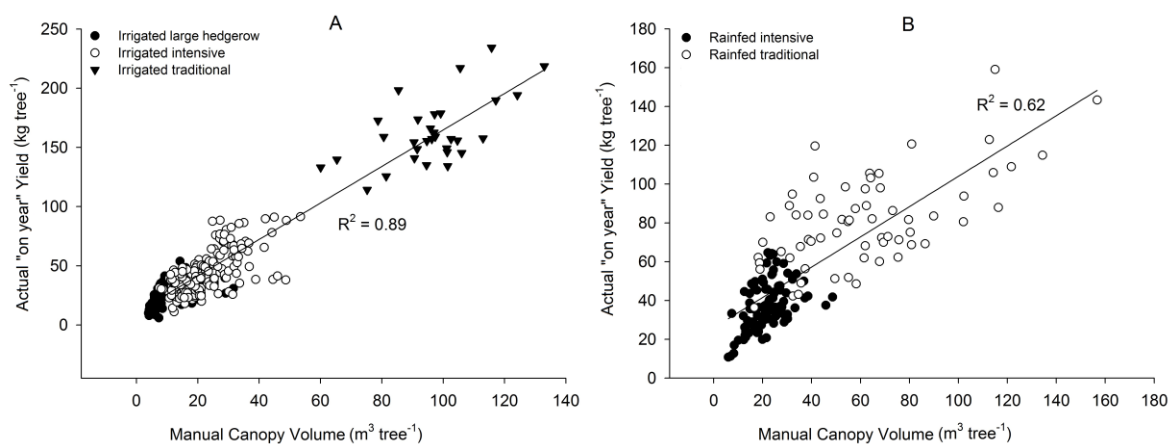 A
Irrigated large hedgerow
Irrigated intensive
Irrigated traditional
Actual "on year" Yield (kg tree⁻¹)
250
200
150
100
50
0
R² = 0.89
0 20 40 60 80 100 120 140
Manual Canopy Volume (m³ tree⁻¹)
B
Rainfed intensive
Rainfed traditional
Actual "on year" Yield (kg tree⁻¹)
180
160
140
120
100
80
60
40
20
0
R² = 0.62
0 20 40 60 80 100 120 140 160 180
Manual Canopy Volume (m³ tree⁻¹)